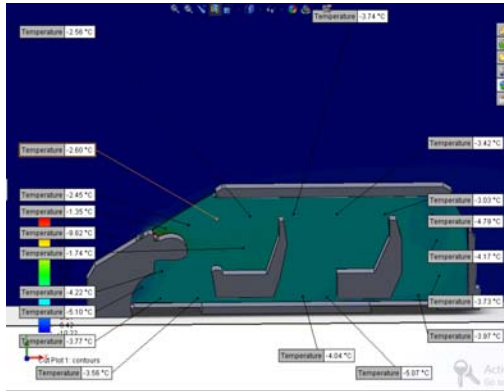 Temperature -3.74 °C
Temperature -2.56 °C
Temperature -3.42 °C
Temperature -2.60 °C
Temperature -2.45 °C
Temperature -3.03 °C
Temperature -1.35 °C
Temperature -4.79 °C
Temperature -9.82 °C
Temperature -1.74 °C
Temperature -4.17 °C
Temperature -4.22 °C
Temperature -3.73 °C
Temperature -5.10 °C
Temperature -3.77 °C
Temperature -3.97 °C
Temperature -4.04 °C
Cut Plot 1: contours
Temperature -3.56 °C
Temperature -5.07 °C